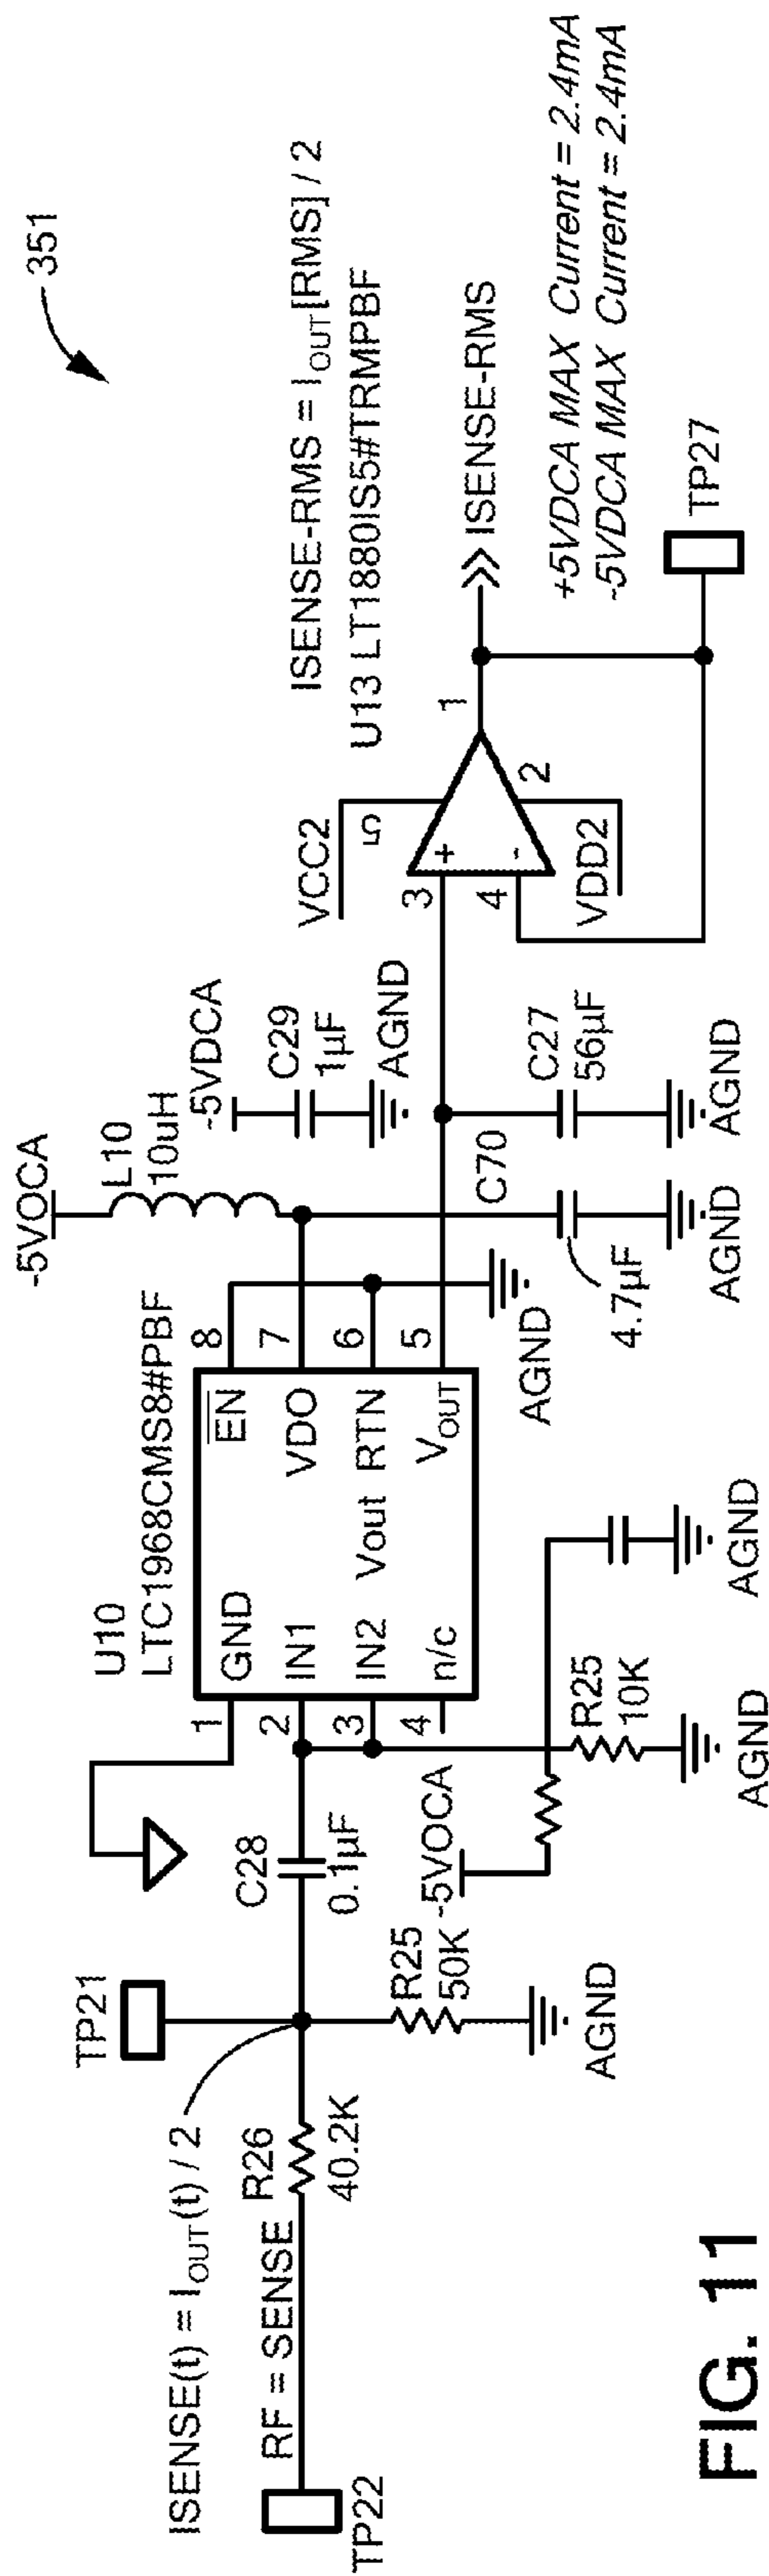 351
ISENSE(t) = IOUT(t) / 2
TP22
RF = SENSE
R26
40.2K
TP21
R25
50K
AGND
C28
0.1µF
-5VOCA
U10
LTC1968CMS8#PBF
1
2
3
4
GND
IN1
IN2
n/c
EN
VDO
Vout RTN
VOUT
8
7
6
5
R25
10K
AGND
AGND
AGND
-5VOCA
L10
10uH
C70
4.7µF
AGND
-5VDCA
C29
1µF
AGND
C27
56µF
AGND
VCC2
5
3
+
4
-
1
2
VDD2
ISENSE-RMS = IOUT[RMS] / 2
U13 LT1880IS5#TRMPBF
ISENSE-RMS
+5VDCA MAX Current = 2.4mA
-5VDCA MAX Current = 2.4mA
TP27
FIG. 11